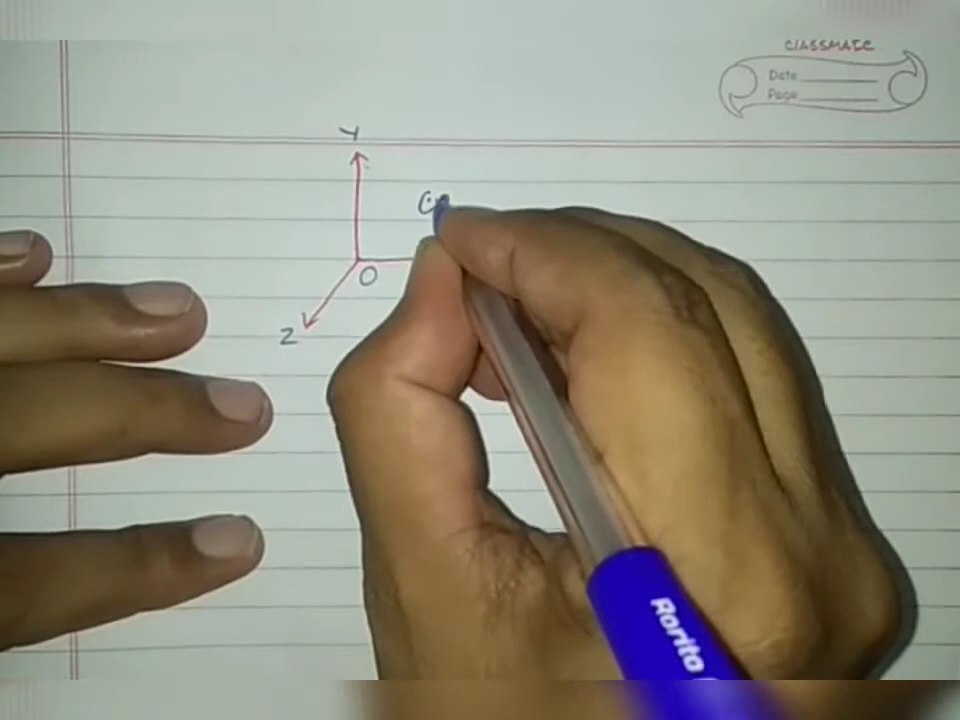 CLASSMATE
Date
Page
Y
O
Z
Rorito